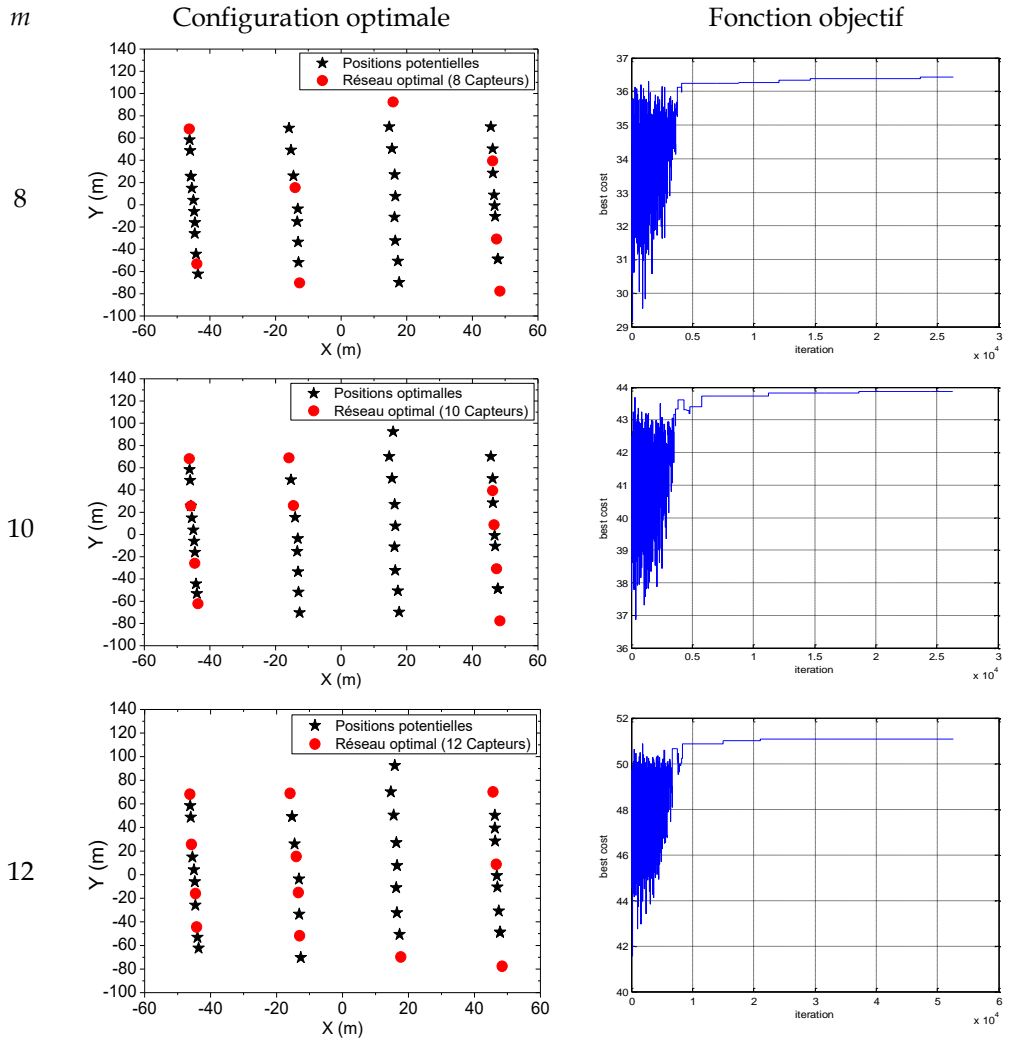 m Configuration optimale Fonction objectif
8
140
120
100
80
60
40
20
0
-20
-40
-60
-80
-100
Y (m)
-60 -40 -20 0 20 40 60
X (m)
Positions potentielles
Réseau optimal (8 Capteurs)
37
36
35
34
33
32
31
30
29
best cost
0 0.5 1 1.5 2 2.5 3
iteration
x 10^4
10
140
120
100
80
60
40
20
0
-20
-40
-60
-80
-100
Y (m)
-60 -40 -20 0 20 40 60
X (m)
Positions optimalles
Réseau optimal (10 Capteurs)
44
43
42
41
40
39
38
37
36
best cost
0 0.5 1 1.5 2 2.5 3
iteration
x 10^4
12
140
120
100
80
60
40
20
0
-20
-40
-60
-80
-100
Y (m)
-60 -40 -20 0 20 40 60
X (m)
Positions potentielles
Réseau optimal (12 Capteurs)
52
50
48
46
44
42
40
best cost
0 1 2 3 4 5 6
iteration
x 10^4